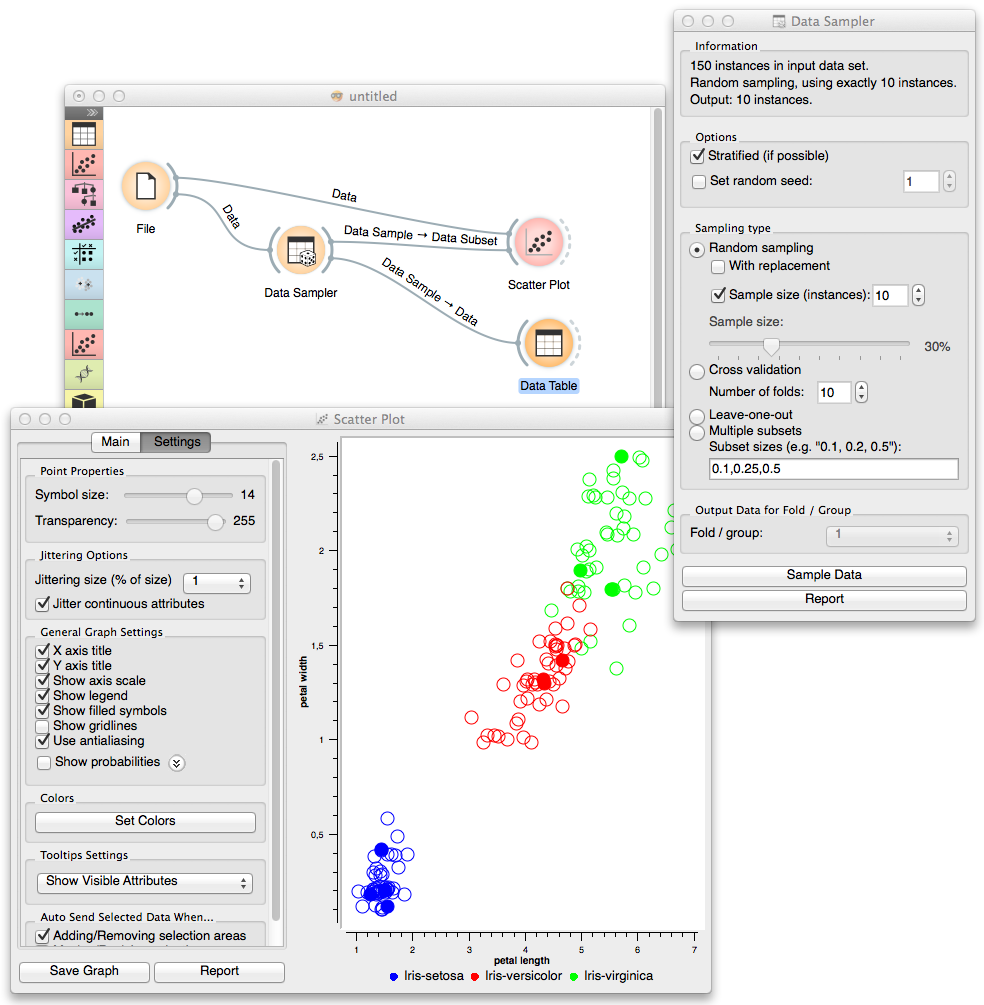 Data Sampler
Information
150 instances in input data set.
Random sampling, using exactly 10 instances.
Output: 10 instances.
Options
Stratified (if possible)
Set random seed:
1
Sampling type
Random sampling
With replacement
Sample size (instances): 10
Sample size:
30%
Cross validation
Number of folds: 10
Leave-one-out
Multiple subsets
Subset sizes (e.g. "0.1, 0.2, 0.5"):
0.1,0.25,0.5
Output Data for Fold / Group
Fold / group: 1
Sample Data
Report
untitled
File
Data
Data
Data Sampler
Data Sample → Data Subset
Data Sample → Data
Scatter Plot
Data Table
Scatter Plot
Main
Settings
Point Properties
Symbol size: 14
Transparency: 255
Jittering Options
Jittering size (% of size) 1
Jitter continuous attributes
General Graph Settings
X axis title
Y axis title
Show axis scale
Show legend
Show filled symbols
Show gridlines
Use antialiasing
Show probabilities
Colors
Set Colors
Tooltips Settings
Show Visible Attributes
Auto Send Selected Data When...
Adding/Removing selection areas
Save Graph
Report
2,5
2
1,5
1
0,5
petal width
1 2 3 4 5 6 7
petal length
Iris-setosa Iris-versicolor Iris-virginica